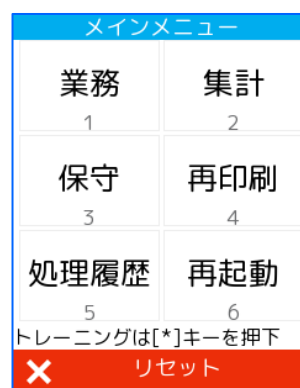 メインメニュー
業務 集計
1 2
保守 再印刷
3 4
処理履歴 再起動
5 6
トレーニングは[*]キーを押下
リセット